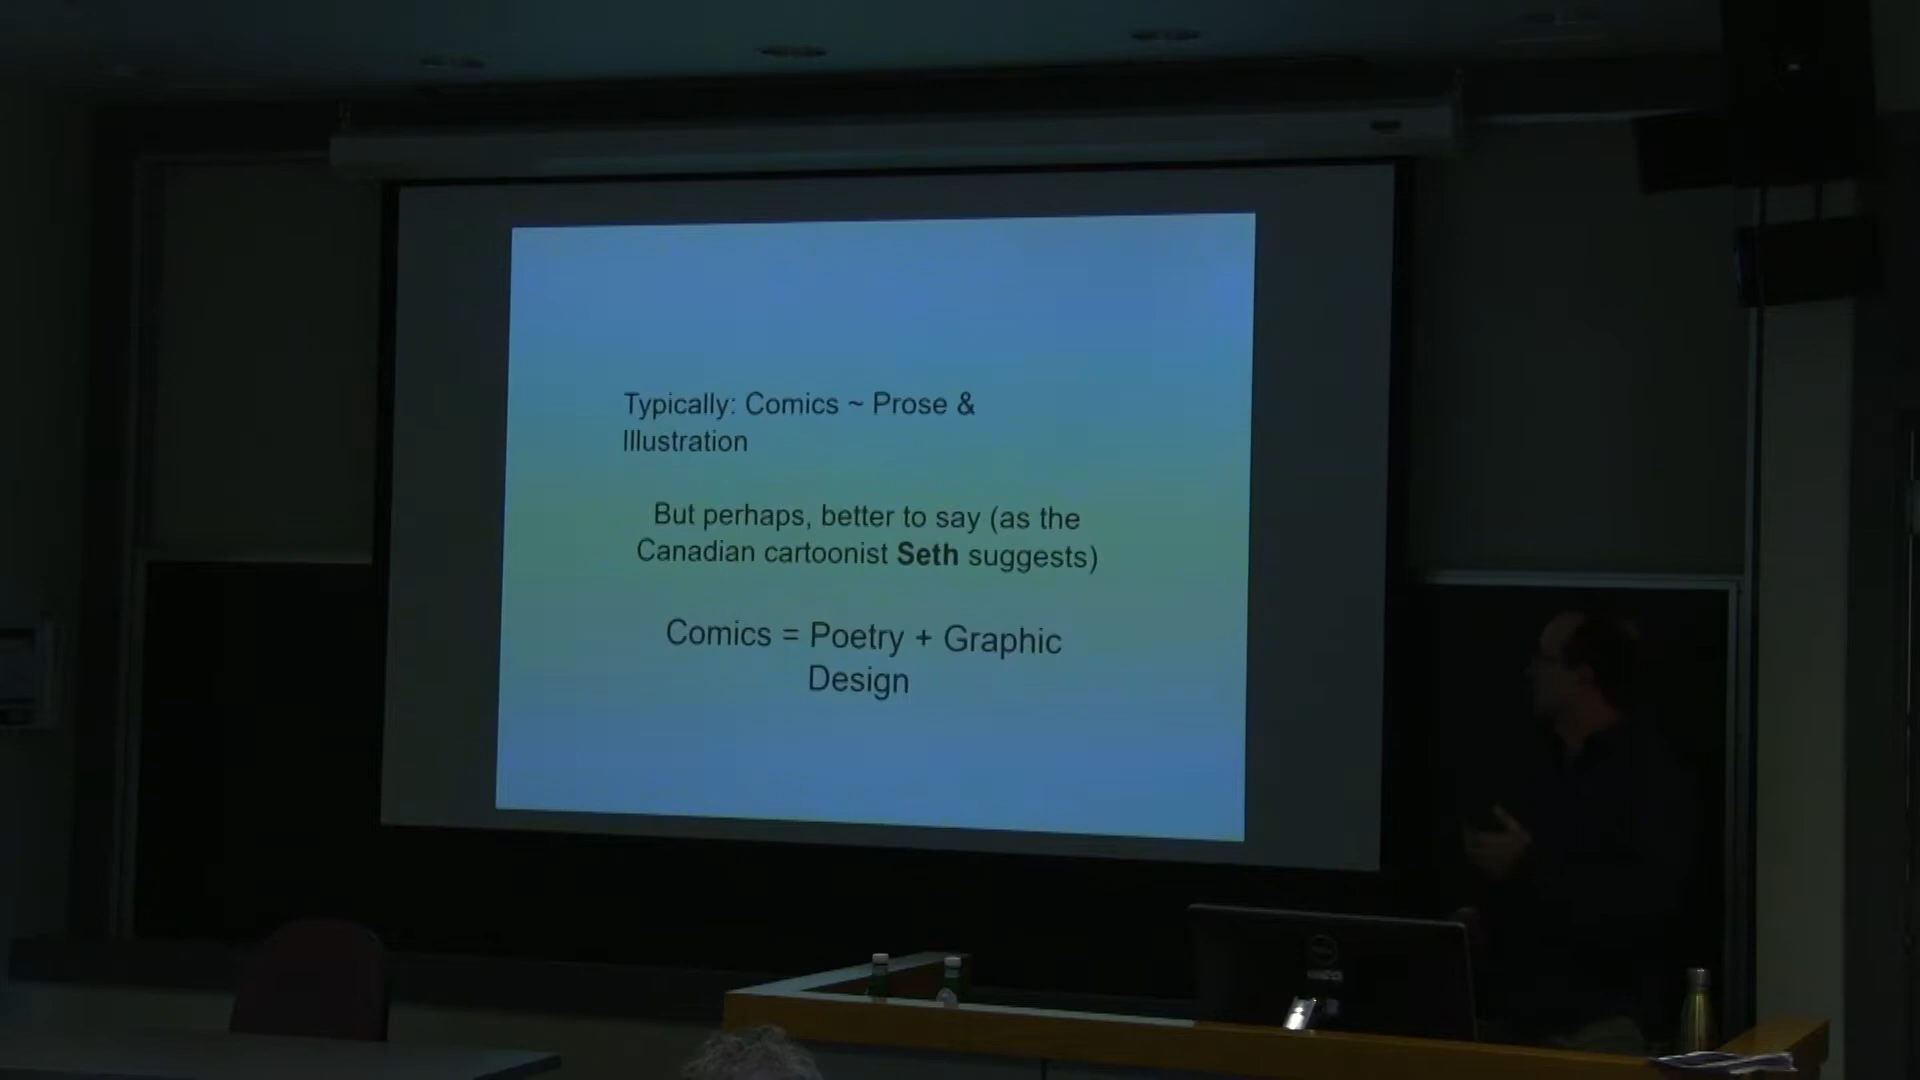 Typically: Comics ~ Prose &
Illustration
But perhaps, better to say (as the
Canadian cartoonist Seth suggests)
Comics = Poetry + Graphic
Design